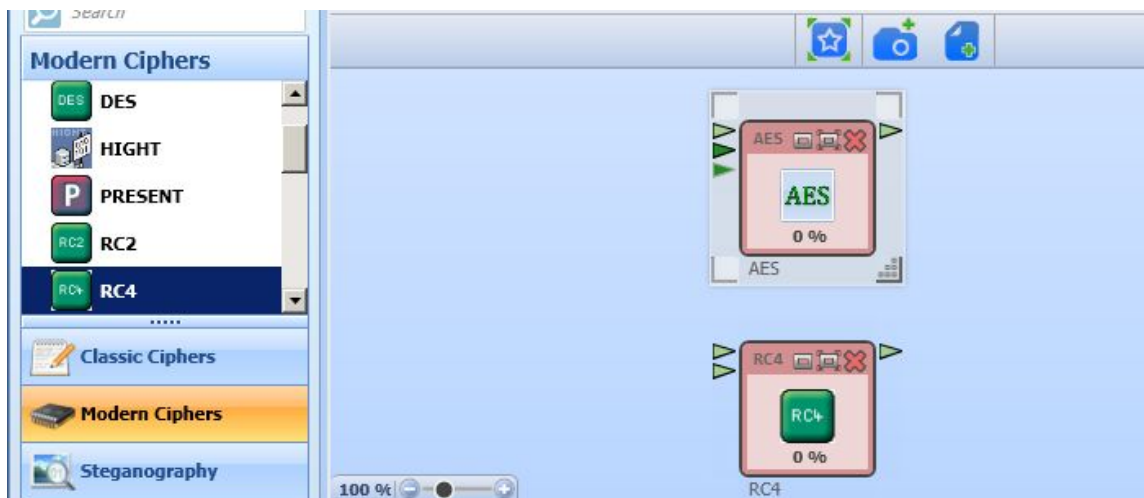 Search
Modern Ciphers
DES DES
HIGHT HIGHT
P PRESENT
RC2 RC2
RC4 RC4
Classic Ciphers
Modern Ciphers
Steganography
AES
AES
0 %
AES
RC4
RC4
0 %
RC4
100 %